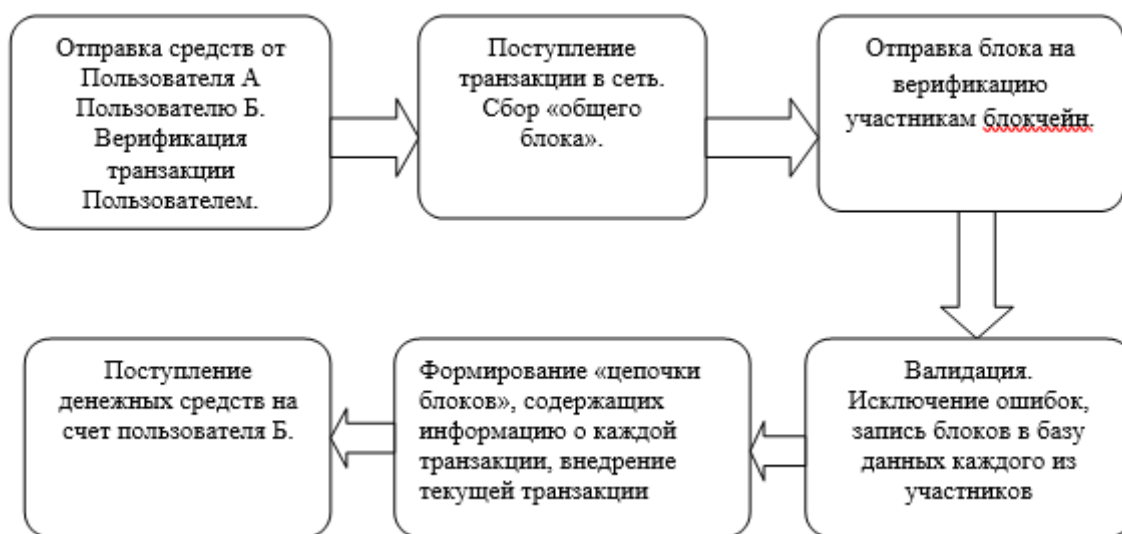 Отправка средств от
Пользователя А
Пользователю Б.
Верификация
транзакции
Пользователем.
Поступление
транзакции в сеть.
Сбор «общего
блока».
Отправка блока на
верификацию
участникам блокчейн.
Валидация.
Исключение ошибок,
запись блоков в базу
данных каждого из
участников
Формирование «цепочки
блоков», содержащих
информацию о каждой
транзакции, внедрение
текущей транзакции
Поступление
денежных средств на
счет пользователя Б.